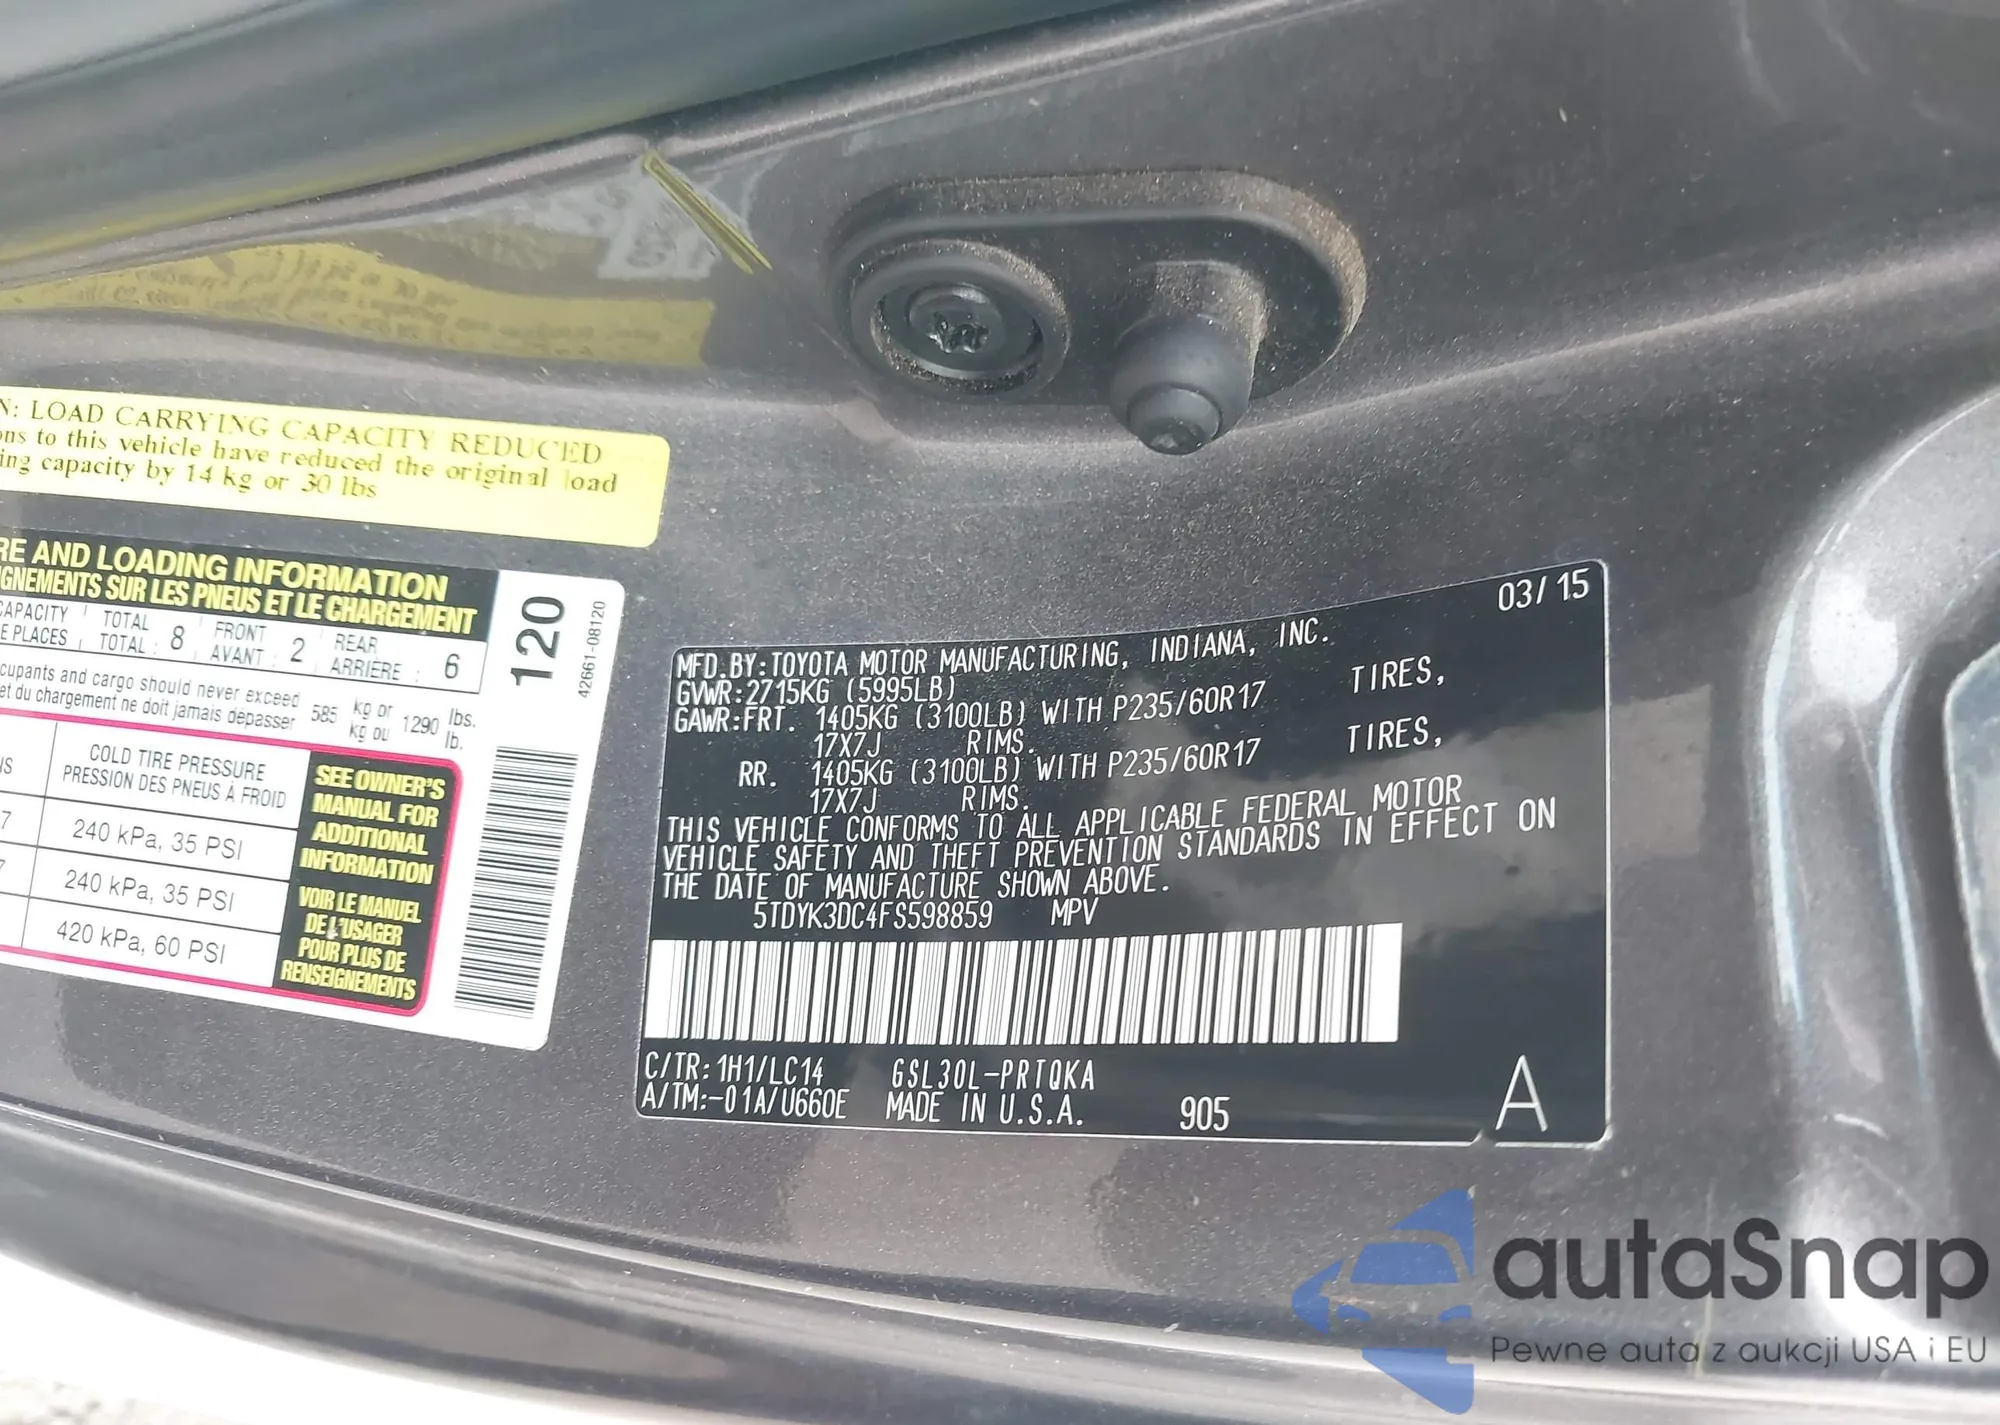 N: LOAD CARRYING CAPACITY REDUCED
ons to this vehicle have reduced the original load
ing capacity by 14 kg or 30 lbs
RE AND LOADING INFORMATION
IGNEMENTS SUR LES PNEUS ET LE CHARGEMENT
CAPACITY TOTAL 8 FRONT 2 REAR 6
E PLACES TOTAL : AVANT : ARRIÈRE :
cupants and cargo should never exceed 585 kg or 1290 lbs.
et du chargement ne doit jamais dépasser kg ou lb.
COLD TIRE PRESSURE
PRESSION DES PNEUS À FROID
240 kPa, 35 PSI
240 kPa, 35 PSI
420 kPa, 60 PSI
SEE OWNER'S
MANUAL FOR
ADDITIONAL
INFORMATION
VOIR LE MANUEL
DE L'USAGER
POUR PLUS DE
RENSEIGNEMENTS
120
42661-08120
03/15
MFD.BY:TOYOTA MOTOR MANUFACTURING, INDIANA, INC.
GVWR:2715KG (5995LB)
GAWR:FRT. 1405KG (3100LB) WITH P235/60R17 TIRES,
17X7J RIMS.
RR. 1405KG (3100LB) WITH P235/60R17 TIRES,
17X7J RIMS.
THIS VEHICLE CONFORMS TO ALL APPLICABLE FEDERAL MOTOR
VEHICLE SAFETY AND THEFT PREVENTION STANDARDS IN EFFECT ON
THE DATE OF MANUFACTURE SHOWN ABOVE.
5TDYK3DC4FS598859 MPV
C/TR:1H1/LC14 GSL30L-PRTQKA
A/TM:-01A/U660E MADE IN U.S.A. 905 A
autaSnap
Pewne auta z aukcji USA i EU